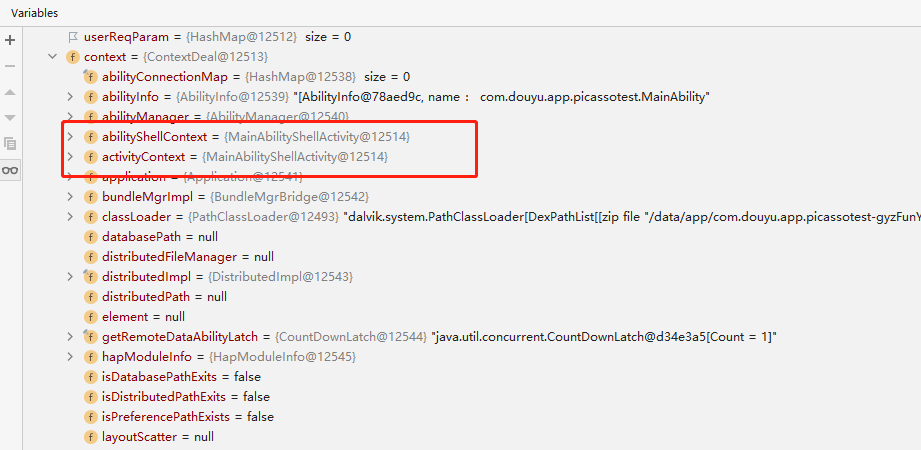 Variables
userReqParam = {HashMap@12512} size = 0
context = {ContextDeal@12513}
abilityConnectionMap = {HashMap@12538} size = 0
abilityInfo = {AbilityInfo@12539} "[AbilityInfo@78aed9c, name : com.douyu.app.picassotest.MainAbility"
abilityManager = {AbilityManager@12540}
abilityShellContext = {MainAbilityShellActivity@12514}
activityContext = {MainAbilityShellActivity@12514}
application = {Application@12541}
bundleMgrImpl = {BundleMgrBridge@12542}
classLoader = {PathClassLoader@12493} "dalvik.system.PathClassLoader[DexPathList[[zip file "/data/app/com.douyu.app.picassotest-gyzFunY
databasePath = null
distributedFileManager = null
distributedImpl = {DistributedImpl@12543}
distributedPath = null
element = null
getRemoteDataAbilityLatch = {CountDownLatch@12544} "java.util.concurrent.CountDownLatch@d34e3a5[Count = 1]"
hapModuleInfo = {HapModuleInfo@12545}
isDatabasePathExits = false
isDistributedPathExits = false
isPreferencePathExists = false
layoutScatter = null